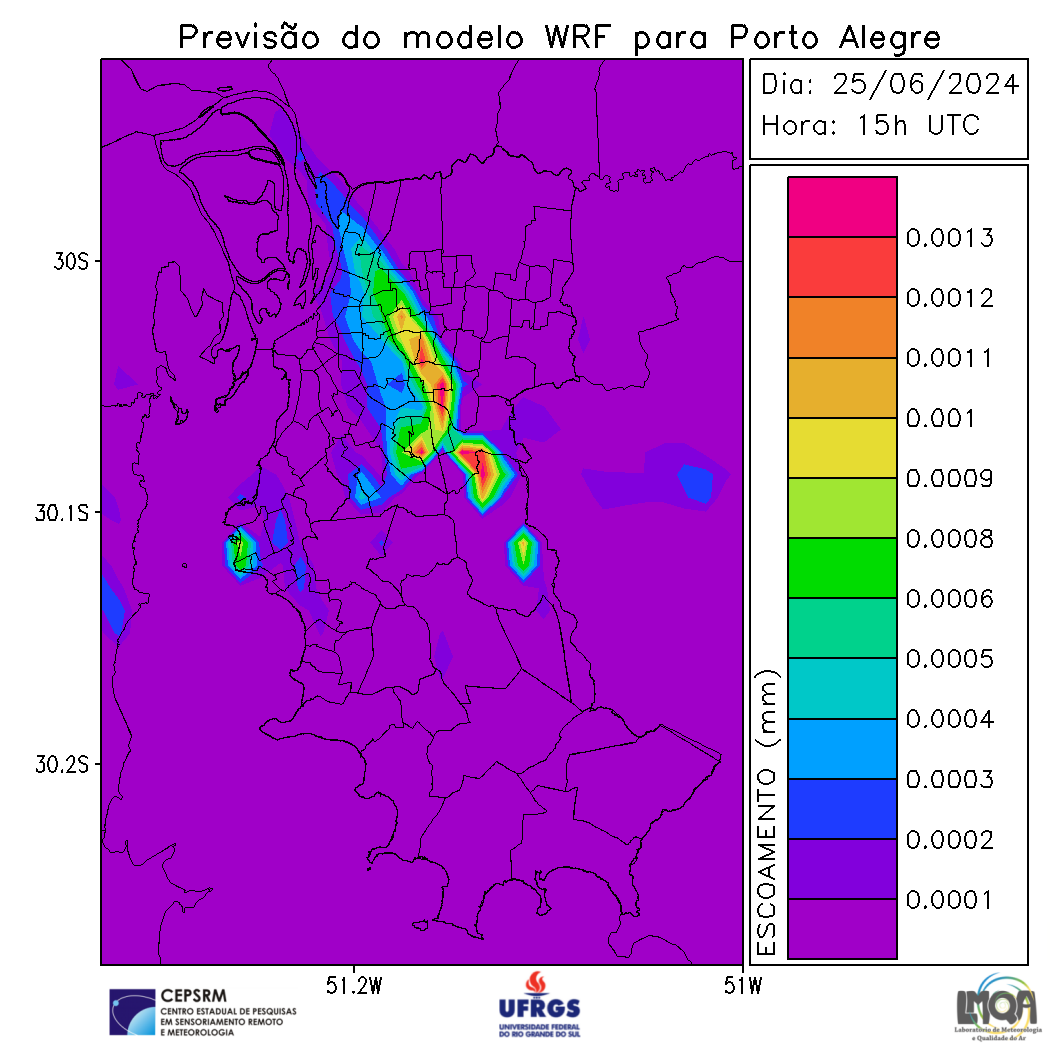 Previsão do modelo WRF para Porto Alegre
Dia: 25/06/2024
Hora: 15h UTC
30S
30.1S
30.2S
51.2W
51W
0.0013
0.0012
0.0011
0.001
0.0009
0.0008
0.0006
0.0005
0.0004
0.0003
0.0002
0.0001
ESCOAMENTO (mm)
CEPSRM
CENTRO ESTADUAL DE PESQUISAS
EM SENSORIAMENTO REMOTO
E METEOROLOGIA
UFRGS
UNIVERSIDADE FEDERAL
DO RIO GRANDE DO SUL
LMQA
Laboratório de Meteorologia
e Qualidade do Ar